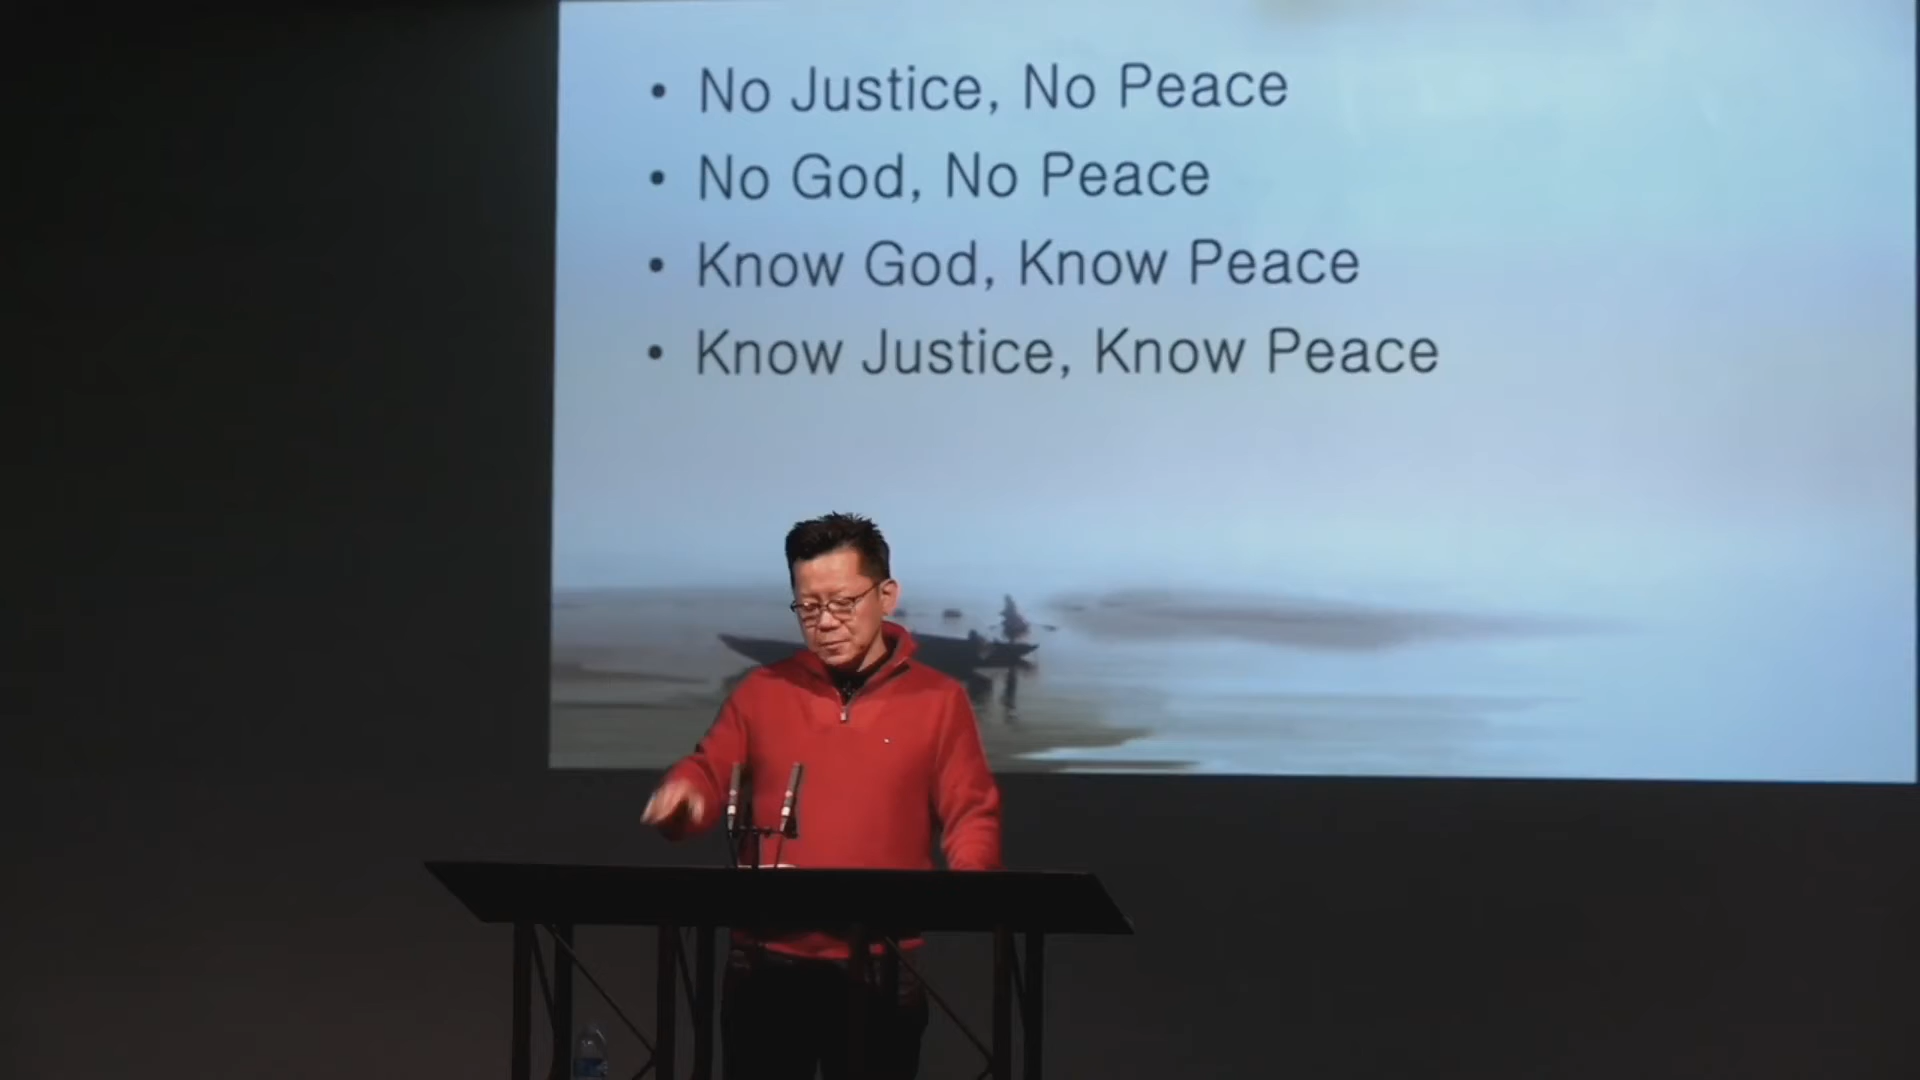 • No Justice, No Peace
• No God, No Peace
• Know God, Know Peace
• Know Justice, Know Peace